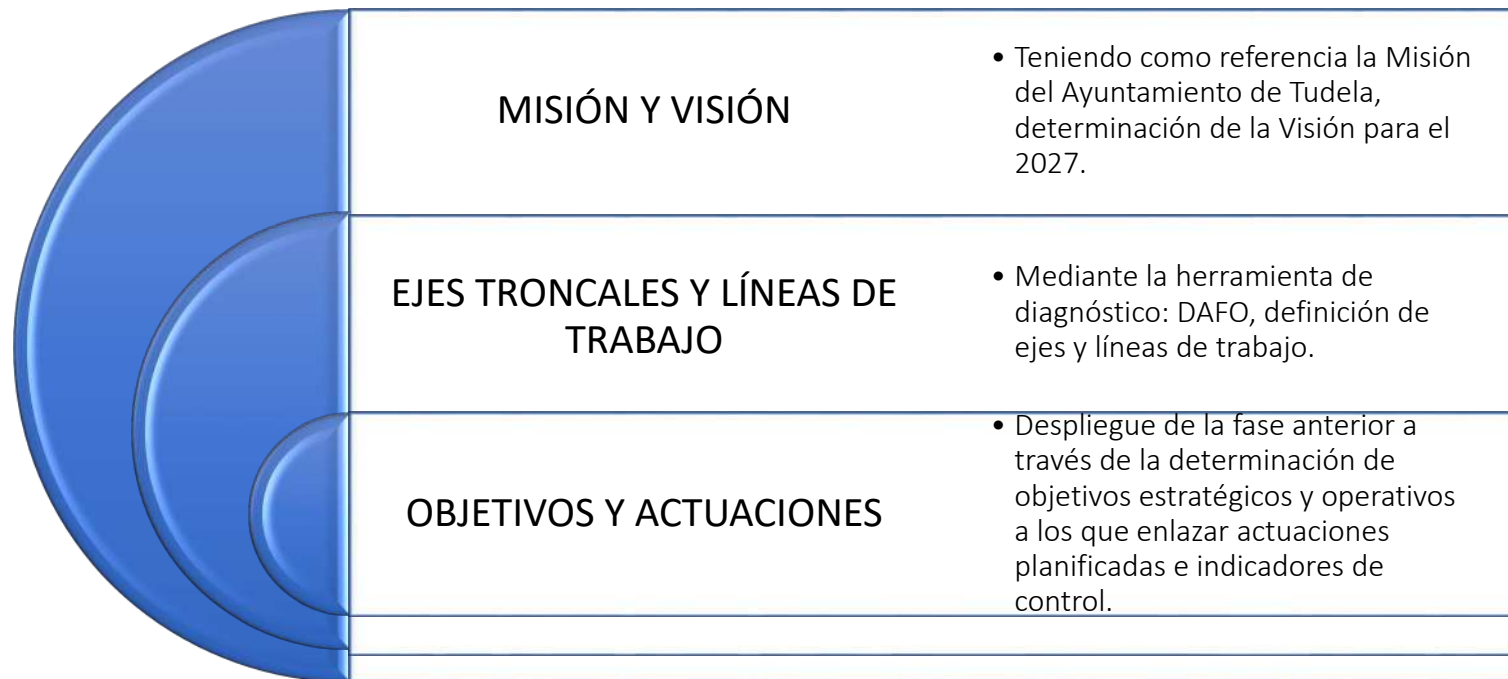 MISIÓN Y VISIÓN
• Teniendo como referencia la Misión
del Ayuntamiento de Tudela,
determinación de la Visión para el
2027.
EJES TRONCALES Y LÍNEAS DE
TRABAJO
• Mediante la herramienta de
diagnóstico: DAFO, definición de
ejes y líneas de trabajo.
OBJETIVOS Y ACTUACIONES
• Despliegue de la fase anterior a
través de la determinación de
objetivos estratégicos y operativos
a los que enlazar actuaciones
planificadas e indicadores de
control.